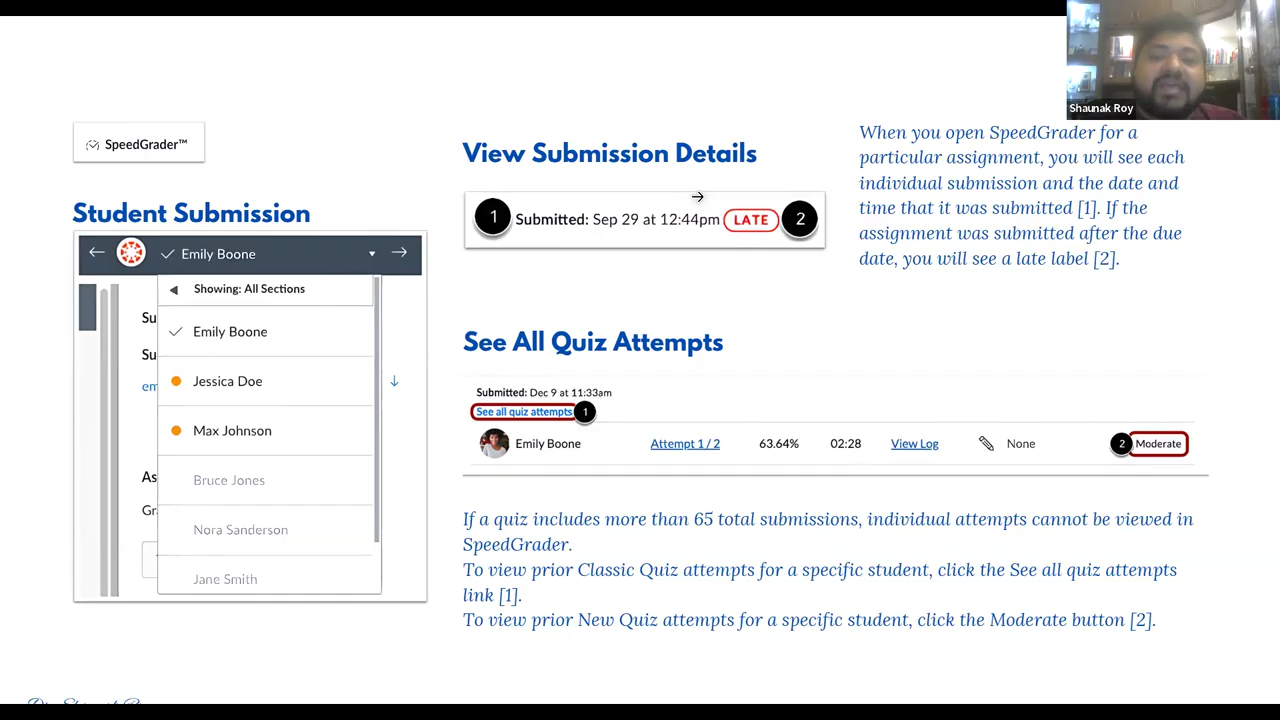 Shaunak Roy
SpeedGrader™
Student Submission
Emily Boone
Showing: All Sections
Emily Boone
Jessica Doe
Max Johnson
Bruce Jones
Nora Sanderson
Jane Smith
Su
Su
em
As
Gr
View Submission Details
1 Submitted: Sep 29 at 12:44pm LATE 2
When you open SpeedGrader for a
particular assignment, you will see each
individual submission and the date and
time that it was submitted [1]. If the
assignment was submitted after the due
date, you will see a late label [2].
See All Quiz Attempts
Submitted: Dec 9 at 11:33am
See all quiz attempts 1
Emily Boone Attempt 1 / 2 63.64% 02:28 View Log None 2 Moderate
If a quiz includes more than 65 total submissions, individual attempts cannot be viewed in
SpeedGrader.
To view prior Classic Quiz attempts for a specific student, click the See all quiz attempts
link [1].
To view prior New Quiz attempts for a specific student, click the Moderate button [2].